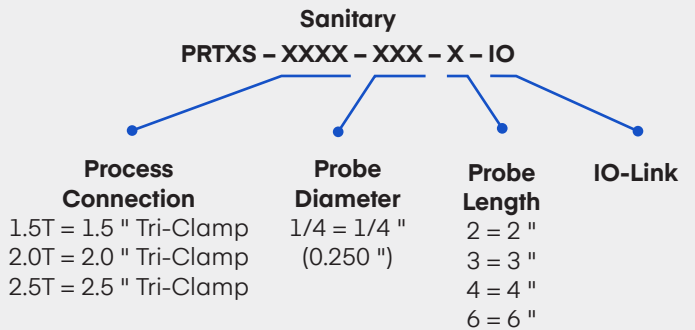 Sanitary
PRTXS – XXXX – XXX – X – IO
Process
Connection
1.5T = 1.5 " Tri-Clamp
2.0T = 2.0 " Tri-Clamp
2.5T = 2.5 " Tri-Clamp
Probe
Diameter
1/4 = 1/4 "
(0.250 ")
Probe
Length
2 = 2 "
3 = 3 "
4 = 4 "
6 = 6 "
IO-Link